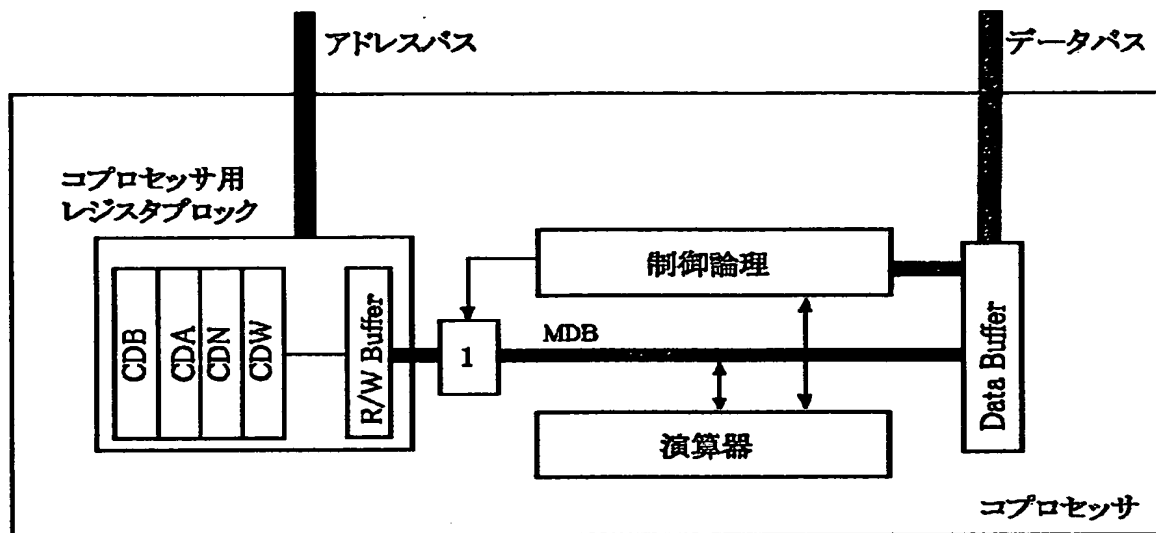 アドレスバス
データバス
コプロセッサ用
レジスタブロック
制御論理
CDB
CDA
CDN
CDW
R/W Buffer
1
MDB
Data Buffer
演算器
コプロセッサ